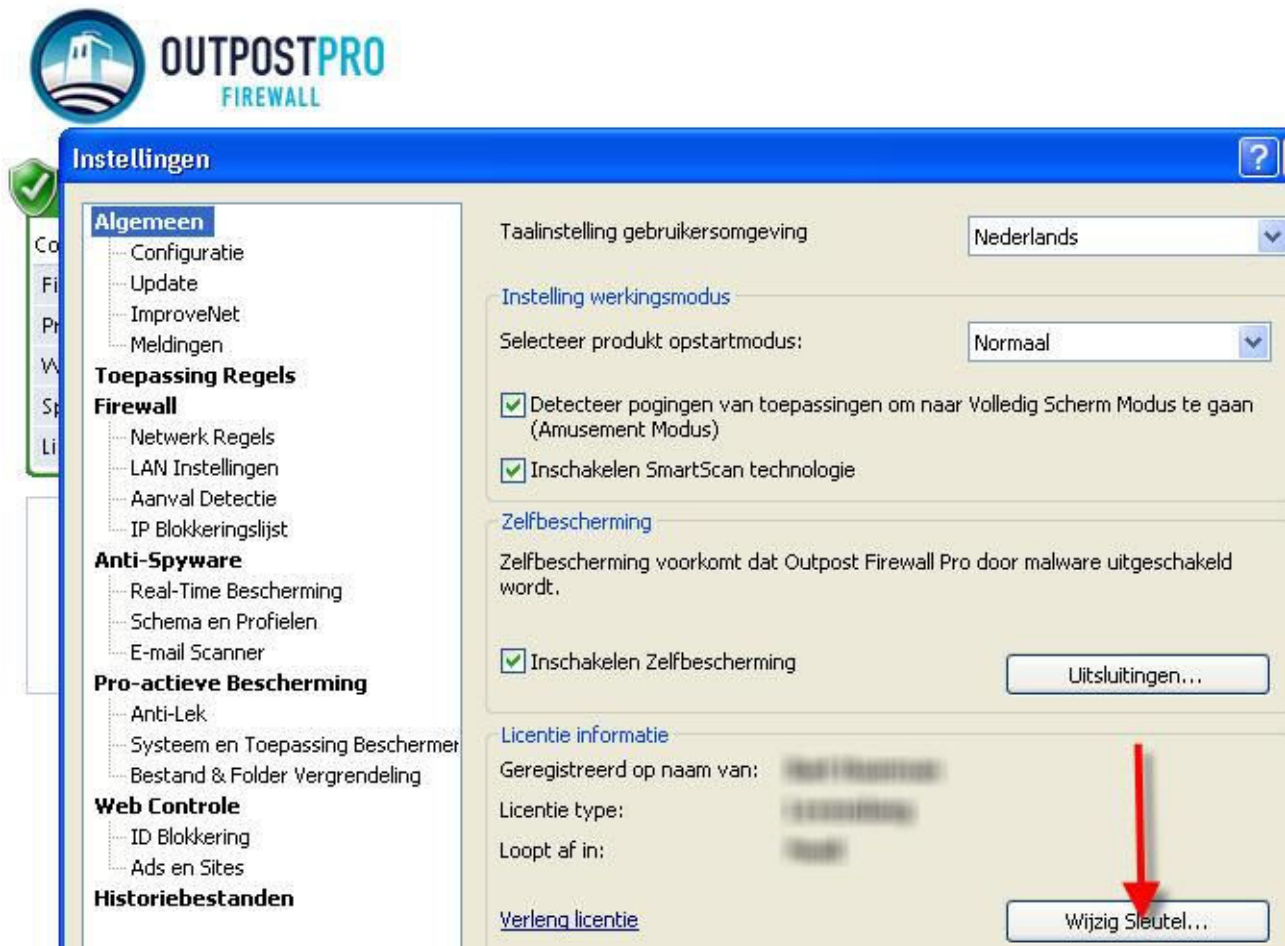 OUTPOSTPRO
FIREWALL
Instellingen
?
Algemeen
Configuratie
Update
ImproveNet
Meldingen
Toepassing Regels
Firewall
Netwerk Regels
LAN Instellingen
Aanval Detectie
IP Blokkeringslijst
Anti-Spyware
Real-Time Bescherming
Schema en Profielen
E-mail Scanner
Pro-actieve Bescherming
Anti-Lek
Systeem en Toepassing Beschermer
Bestand & Folder Vergrendeling
Web Controle
ID Blokkering
Ads en Sites
Historiebestanden
Co
Fi
Pr
W
Sp
Li
Taalinstelling gebruikersomgeving Nederlands
Instelling werkingsmodus
Selecteer produkt opstartmodus: Normaal
Detecteer pogingen van toepassingen om naar Volledig Scherm Modus te gaan
(Amusement Modus)
Inschakelen SmartScan technologie
Zelfbescherming
Zelfbescherming voorkomt dat Outpost Firewall Pro door malware uitgeschakeld
wordt.
Inschakelen Zelfbescherming Uitsluitingen...
Licentie informatie
Geregistreerd op naam van:
Licentie type:
Loopt af in:
Verleng licentie Wijzig Sleutel...